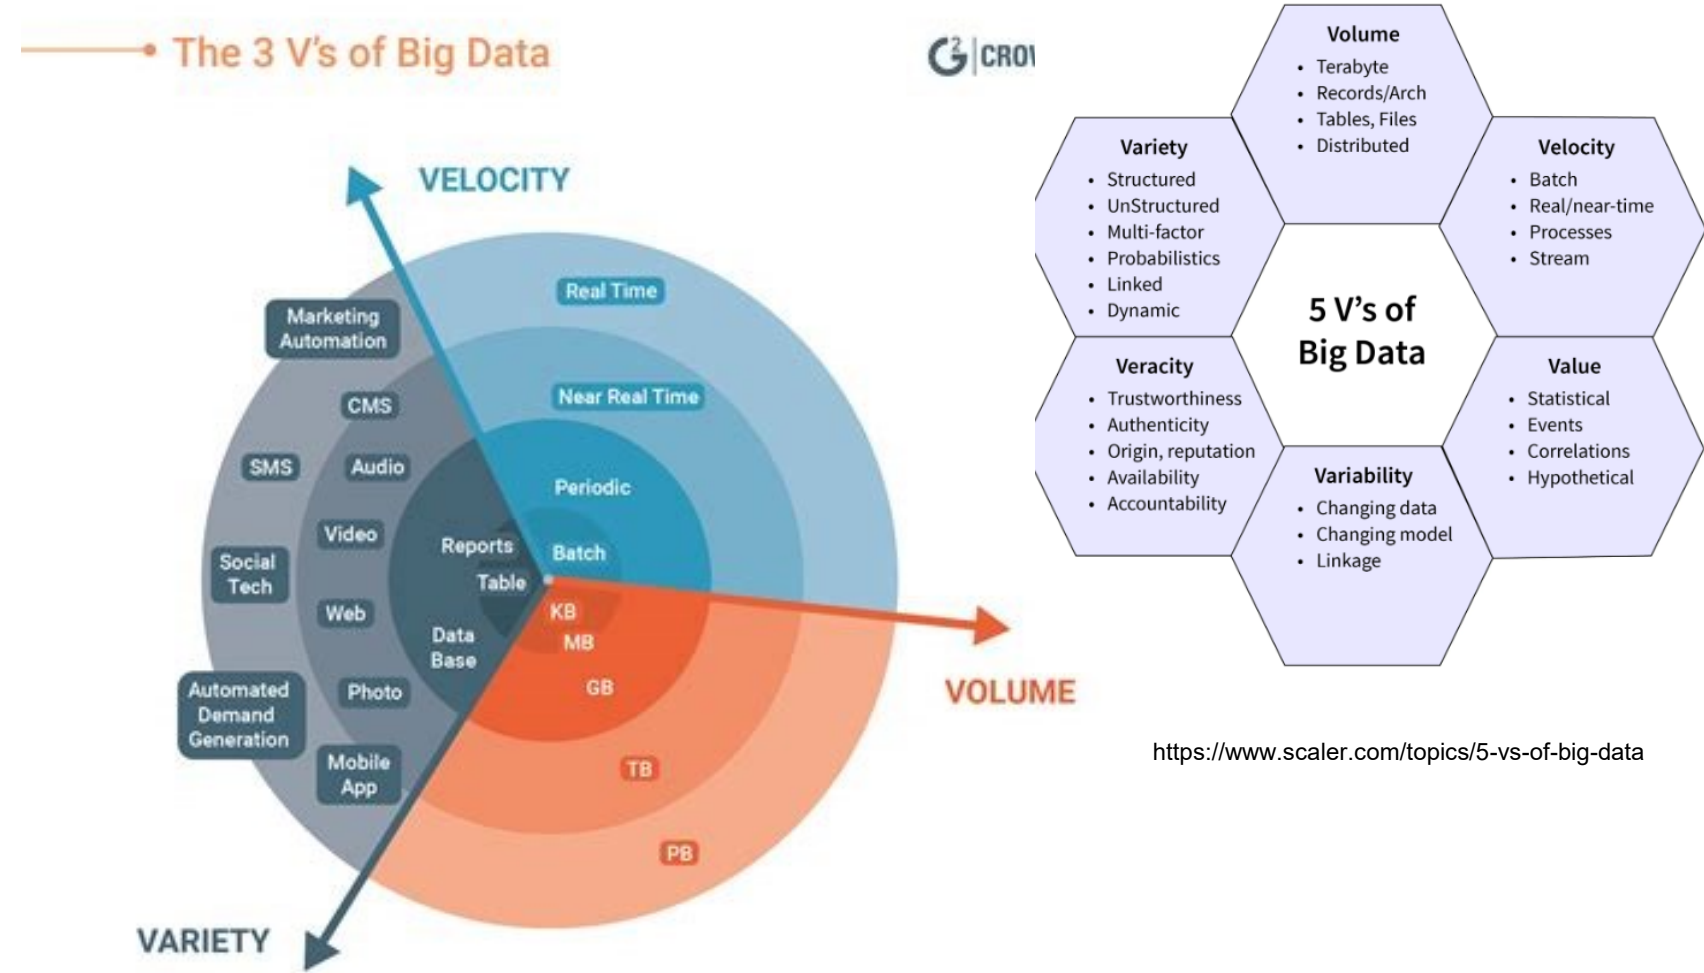 The 3 V's of Big Data
G2
VELOCITY
Real Time
Near Real Time
Periodic
Batch
Marketing
Automation
CMS
SMS
Audio
Video
Social
Tech
Web
Automated
Demand
Generation
Photo
Mobile
App
Reports
Table
Data
Base
KB
MB
GB
TB
PB
VOLUME
VARIETY
Volume
• Terabyte
• Records/Arch
• Tables, Files
• Distributed
Variety
• Structured
• UnStructured
• Multi-factor
• Probabilistics
• Linked
• Dynamic
Velocity
• Batch
• Real/near-time
• Processes
• Stream
5 V's of
Big Data
Veracity
• Trustworthiness
• Authenticity
• Origin, reputation
• Availability
• Accountability
Value
• Statistical
• Events
• Correlations
• Hypothetical
Variability
• Changing data
• Changing model
• Linkage
https://www.scaler.com/topics/5-vs-of-big-data